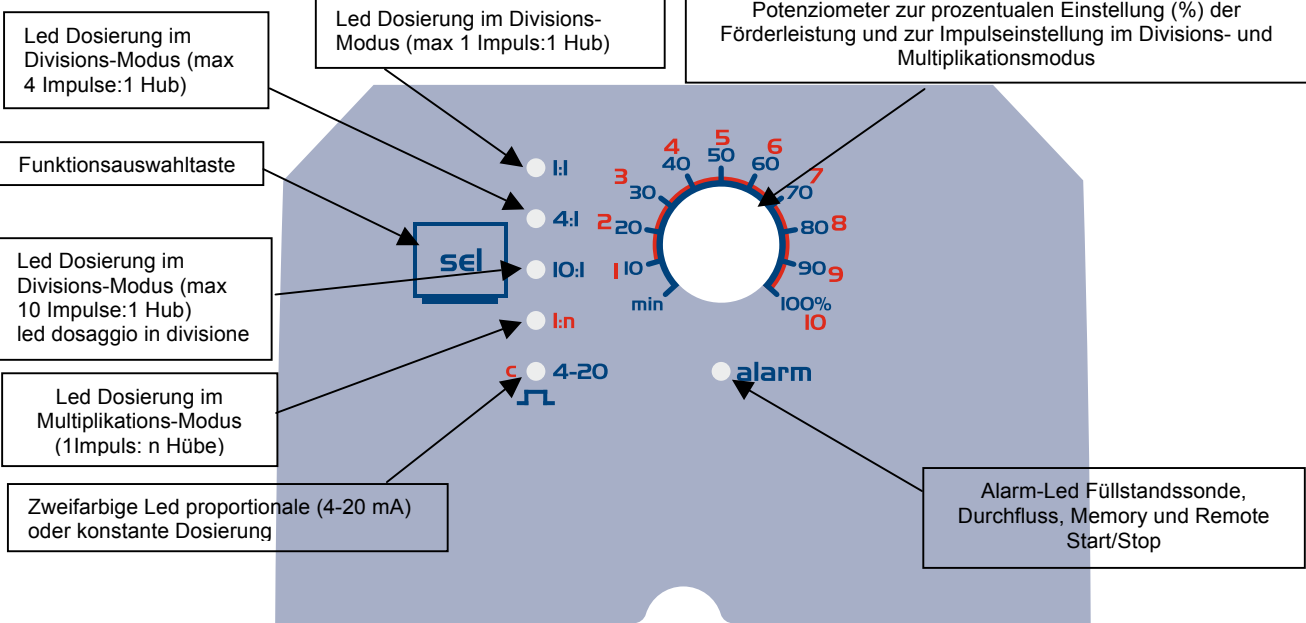 Led Dosierung im
Divisions-Modus (max
4 Impulse:1 Hub)
Led Dosierung im Divisions-
Modus (max 1 Impuls:1 Hub)
Potenziometer zur prozentualen Einstellung (%) der
Förderleistung und zur Impulseinstellung im Divisions- und
Multiplikationsmodus
Funktionsauswahltaste
Led Dosierung im
Divisions-Modus (max
10 Impulse:1 Hub)
led dosaggio in divisione
Led Dosierung im
Multiplikations-Modus
(1Impuls: n Hübe)
Zweifarbige Led proportionale (4-20 mA)
oder konstante Dosierung
sel
1:1
4:1
10:1
1:n
c 4-20
min
1 10
2 20
3 30
4 40
5 50
6 60
7 70
80 8
90 9
100%
10
alarm
Alarm-Led Füllstandssonde,
Durchfluss, Memory und Remote
Start/Stop